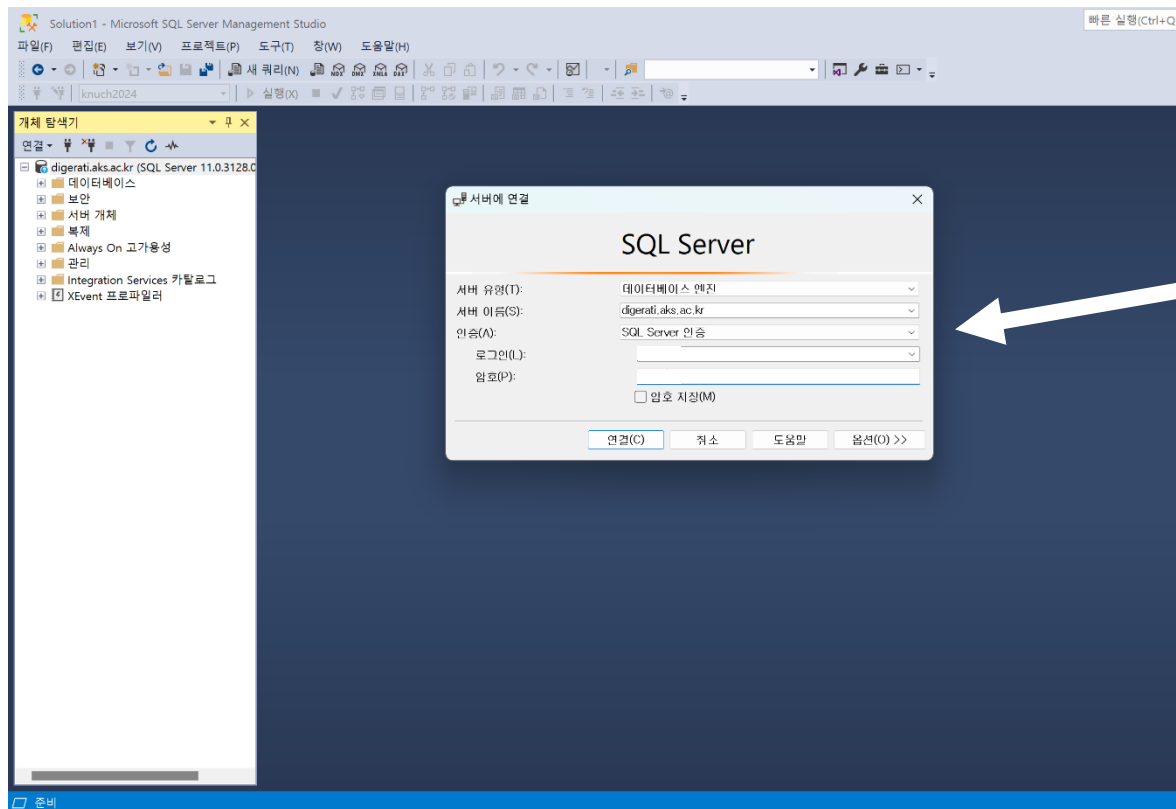 Solution1 - Microsoft SQL Server Management Studio
빠른 실행(Ctrl+Q
파일(F) 편집(E) 보기(V) 프로젝트(P) 도구(T) 창(W) 도움말(H)
새 쿼리(N) MDX DMX XMLA DAX
knuch2024 실행(X)
개체 탐색기
연결
digerati.aks.ac.kr (SQL Server 11.0.3128.0
데이터베이스
보안
서버 개체
복제
Always On 고가용성
관리
Integration Services 카탈로그
XEvent 프로파일러
서버에 연결
SQL Server
서버 유형(T): 데이터베이스 엔진
서버 이름(S): digerati.aks.ac.kr
인증(A): SQL Server 인증
로그인(L):
암호(P):
암호 저장(M)
연결(C) 취소 도움말 옵션(O) >>
준비